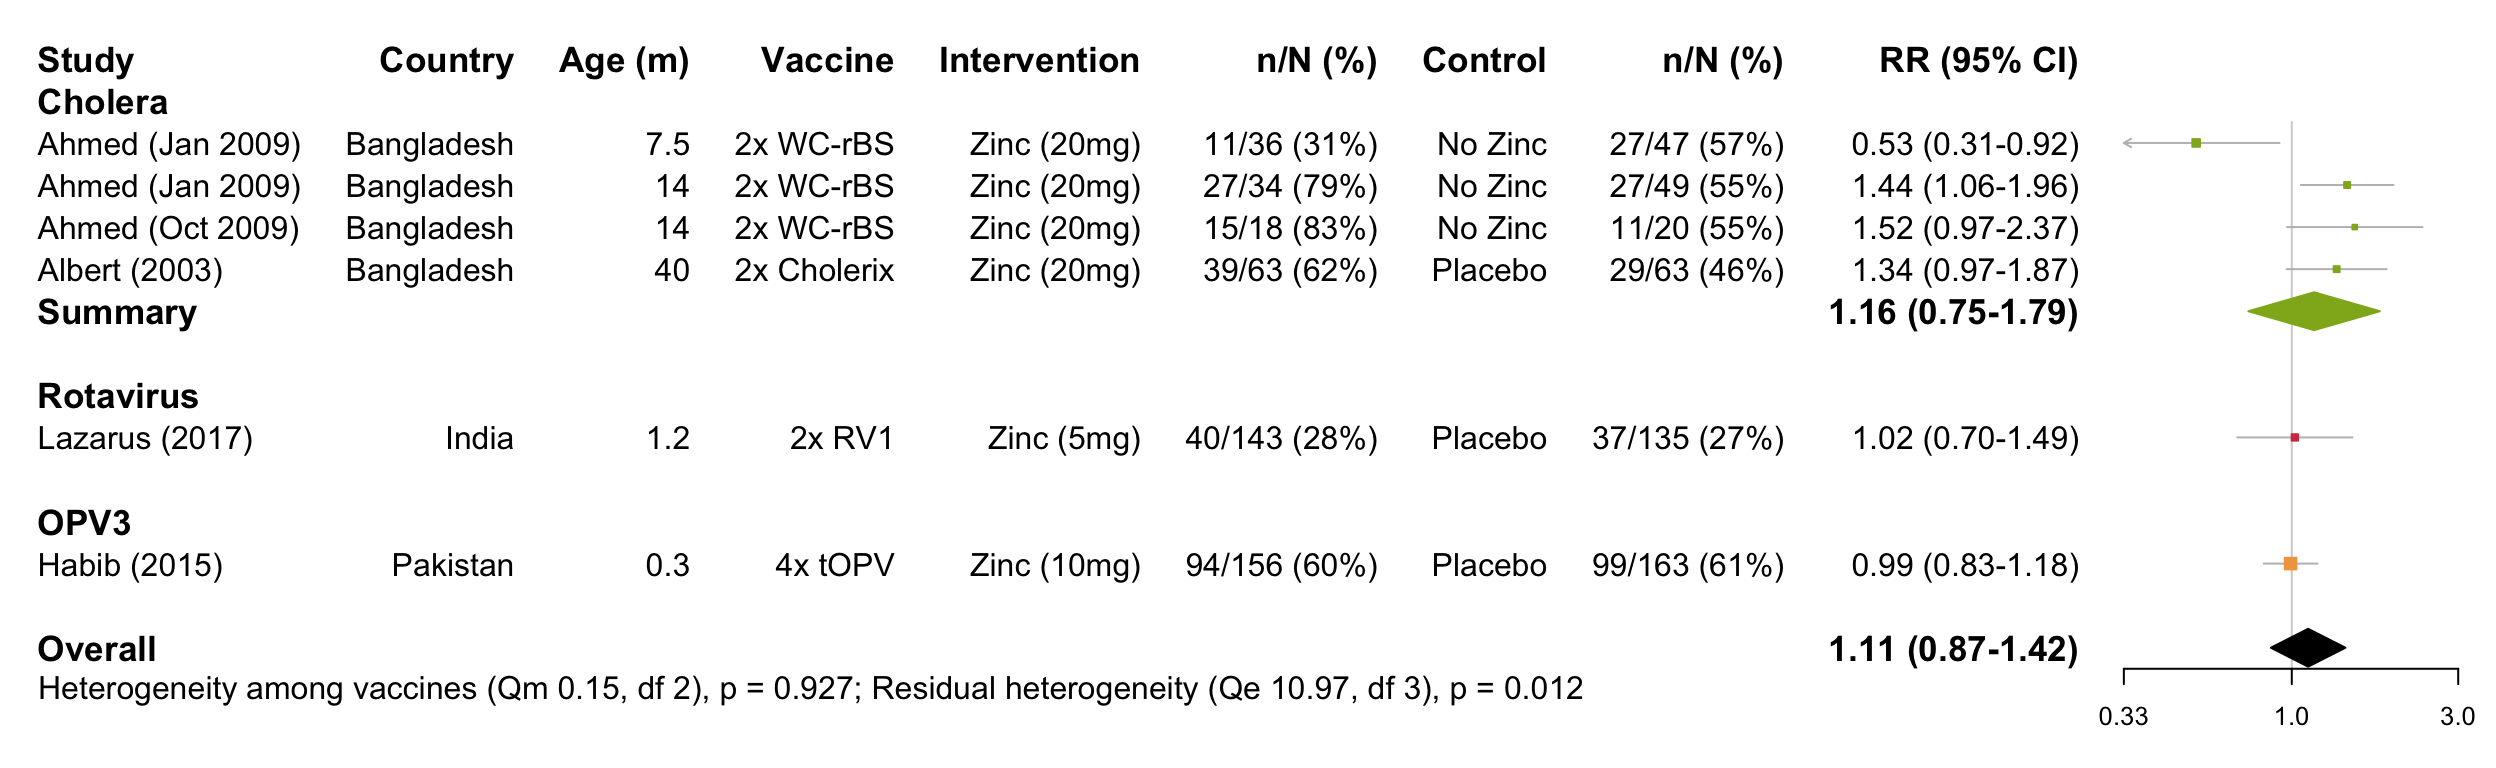 Study Country Age (m) Vaccine Intervention n/N (%) Control n/N (%) RR (95% CI)
Cholera
Ahmed (Jan 2009) Bangladesh 7.5 2x WC-rBS Zinc (20mg) 11/36 (31%) No Zinc 27/47 (57%) 0.53 (0.31-0.92)
Ahmed (Jan 2009) Bangladesh 14 2x WC-rBS Zinc (20mg) 27/34 (79%) No Zinc 27/49 (55%) 1.44 (1.06-1.96)
Ahmed (Oct 2009) Bangladesh 14 2x WC-rBS Zinc (20mg) 15/18 (83%) No Zinc 11/20 (55%) 1.52 (0.97-2.37)
Albert (2003) Bangladesh 40 2x Cholerix Zinc (20mg) 39/63 (62%) Placebo 29/63 (46%) 1.34 (0.97-1.87)
Summary 1.16 (0.75-1.79)
Rotavirus
Lazarus (2017) India 1.2 2x RV1 Zinc (5mg) 40/143 (28%) Placebo 37/135 (27%) 1.02 (0.70-1.49)
OPV3
Habib (2015) Pakistan 0.3 4x tOPV Zinc (10mg) 94/156 (60%) Placebo 99/163 (61%) 0.99 (0.83-1.18)
Overall 1.11 (0.87-1.42)
Heterogeneity among vaccines (Qm 0.15, df 2), p = 0.927; Residual heterogeneity (Qe 10.97, df 3), p = 0.012
0.33 1.0 3.0